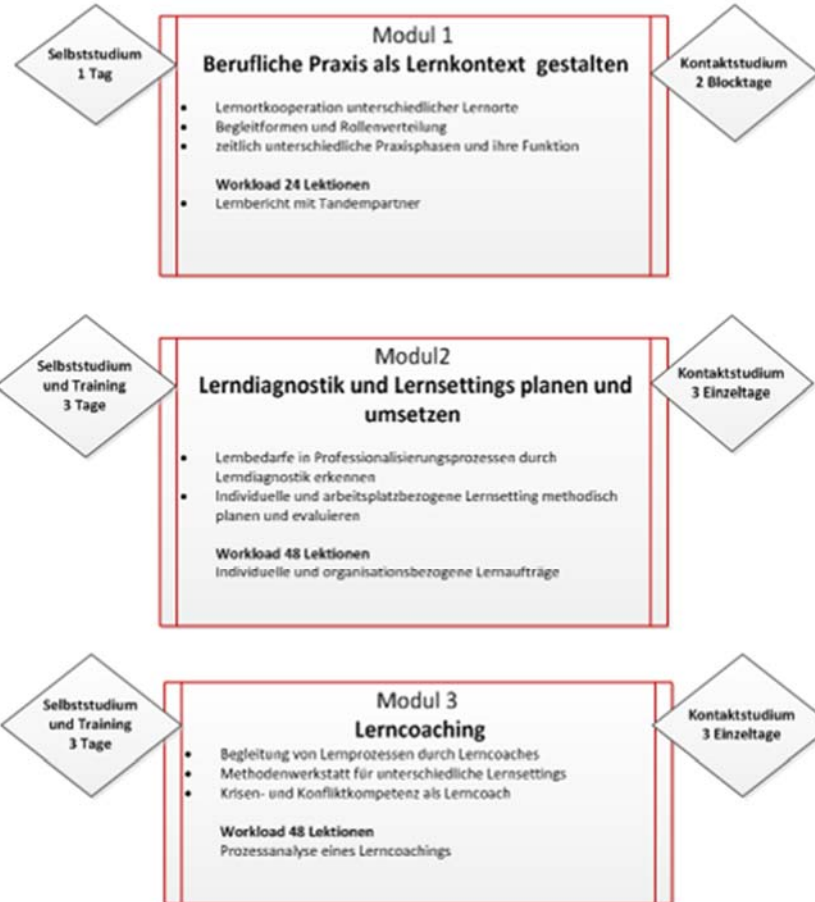 Selbststudium
1 Tag
Modul 1
Berufliche Praxis als Lernkontext gestalten
• Lernortkooperation unterschiedlicher Lernorte
• Begleitformen und Rollenverteilung
• zeitlich unterschiedliche Praxisphasen und ihre Funktion
Workload 24 Lektionen
• Lernbericht mit Tandempartner
Kontaktstudium
2 Blocktage
Selbststudium
und Training
3 Tage
Modul2
Lerndiagnostik und Lernsettings planen und
umsetzen
• Lernbedarfe in Professionalisierungsprozessen durch
Lerndiagnostik erkennen
• Individuelle und arbeitsplatzbezogene Lernsetting methodisch
planen und evaluieren
Workload 48 Lektionen
Individuelle und organisationsbezogene Lernaufträge
Kontaktstudium
3 Einzeltage
Selbststudium
und Training
3 Tage
Modul 3
Lerncoaching
• Begleitung von Lernprozessen durch Lerncoaches
• Methodenwerkstatt für unterschiedliche Lernsettings
• Krisen- und Konfliktkompetenz als Lerncoach
Workload 48 Lektionen
Prozessanalyse eines Lerncoachings
Kontaktstudium
3 Einzeltage